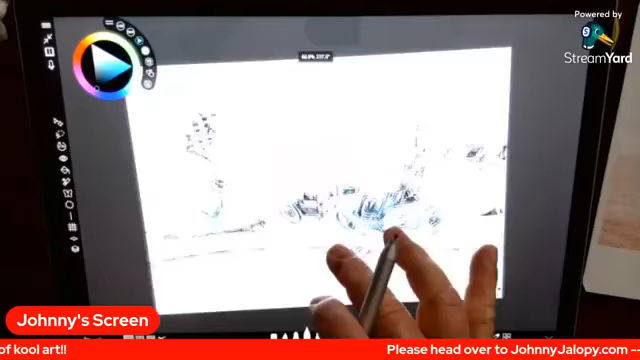 Powered by
StreamYard
Johnny's Screen
of kool art!!
Please head over to JohnnyJalopy.com --